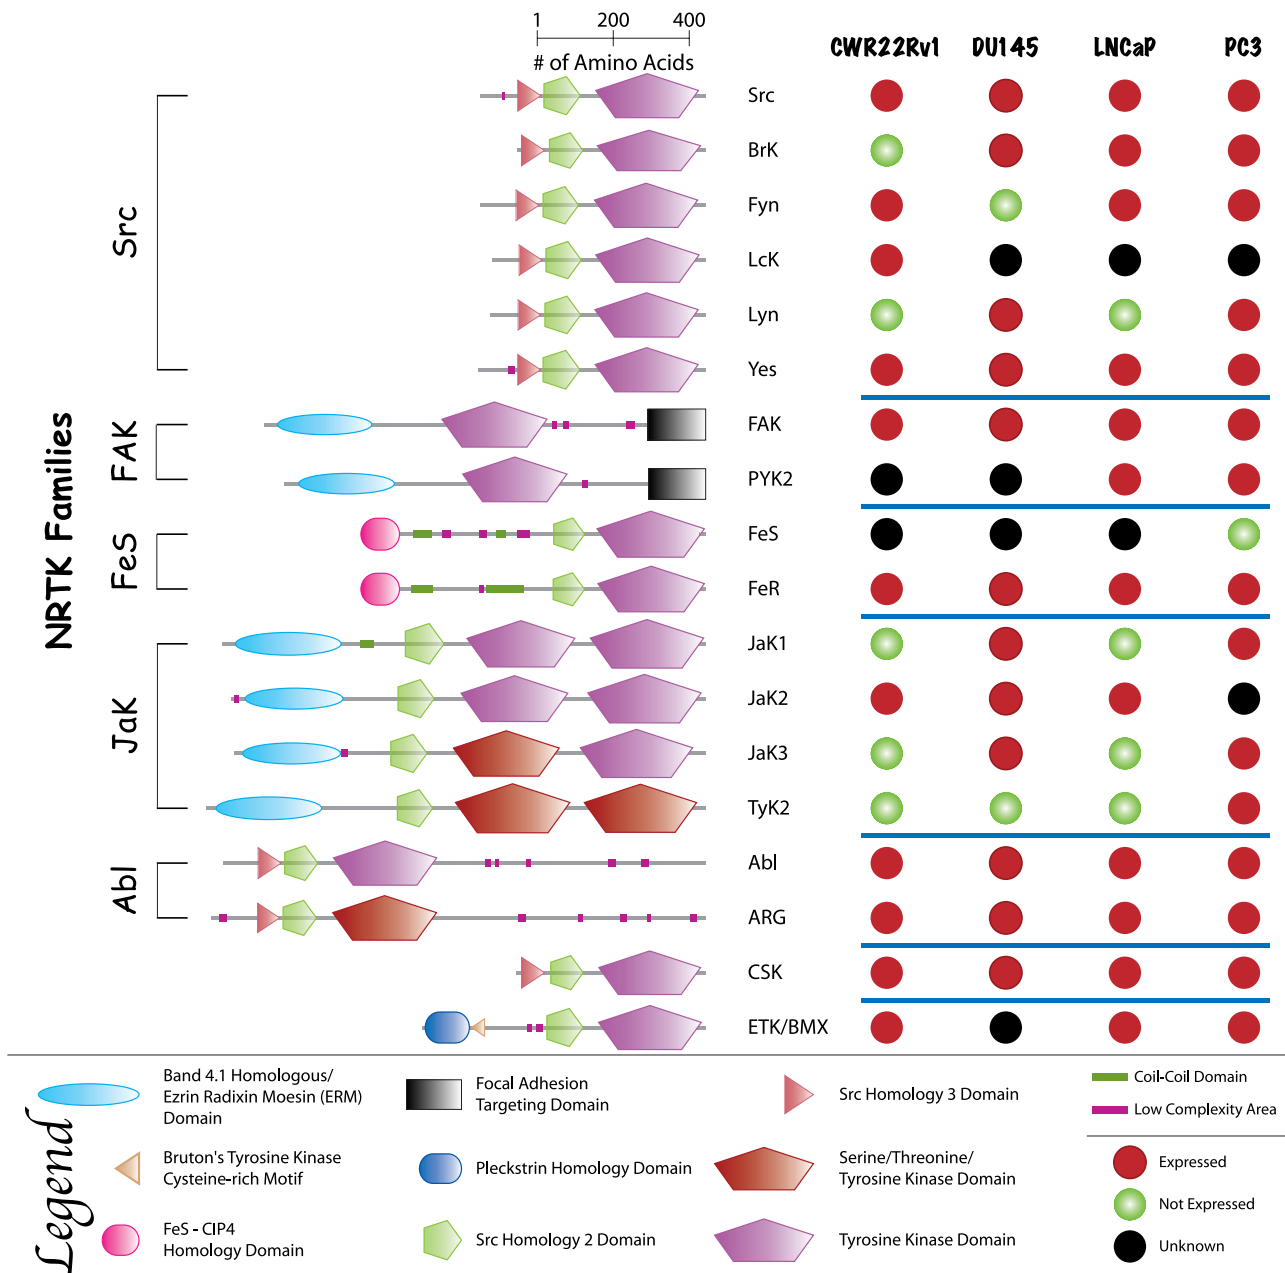 1 200 400
# of Amino Acids
CWR22Rv1 DU145 LNCaP PC3
NRTK Families
Src
Src
BrK
Fyn
LcK
Lyn
Yes
FAK
FAK
PYK2
FeS
FeS
FeR
JaK
JaK1
JaK2
JaK3
TyK2
Abl
Abl
ARG
CSK
ETK/BMX
Legend
Band 4.1 Homologous/
Ezrin Radixin Moesin (ERM)
Domain
Bruton's Tyrosine Kinase
Cysteine-rich Motif
FeS - CIP4
Homology Domain
Focal Adhesion
Targeting Domain
Pleckstrin Homology Domain
Src Homology 2 Domain
Src Homology 3 Domain
Serine/Threonine/
Tyrosine Kinase Domain
Tyrosine Kinase Domain
Coil-Coil Domain
Low Complexity Area
Expressed
Not Expressed
Unknown